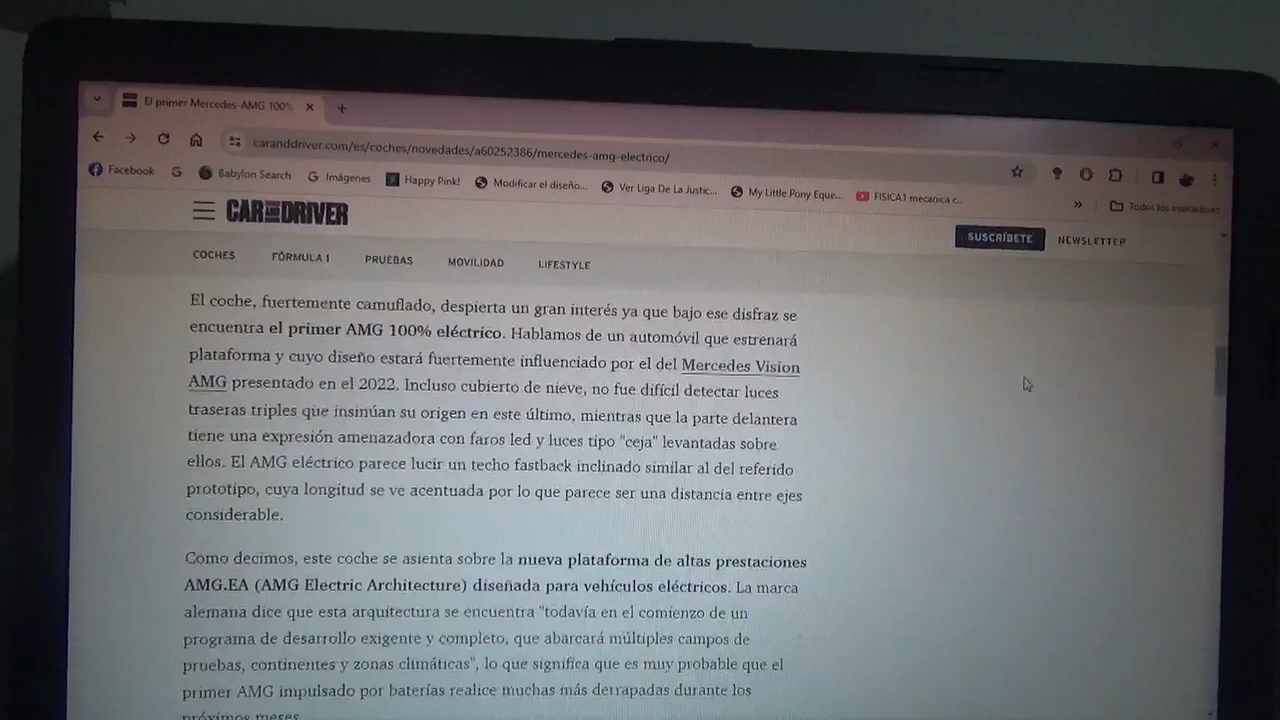 El primer Mercedes-AMG 100%
caranddriver.com/es/coches/novedades/a60252386/mercedes-amg-electrico/
Facebook
Babylon Search
Imágenes
Happy Pink!
Modificar el diseño...
Ver Liga De La Justic...
My Little Pony Eque...
FISICA1 mecanica c..
Todos los marcadores
CAR AND DRIVER
SUSCRÍBETE
NEWSLETTER
COCHES
FÓRMULA 1
PRUEBAS
MOVILIDAD
LIFESTYLE
El coche, fuertemente camuflado, despierta un gran interés ya que bajo ese disfraz se
encuentra el primer AMG 100% eléctrico. Hablamos de un automóvil que estrenará
plataforma y cuyo diseño estará fuertemente influenciado por el del Mercedes Vision
AMG presentado en el 2022. Incluso cubierto de nieve, no fue difícil detectar luces
traseras triples que insinúan su origen en este último, mientras que la parte delantera
tiene una expresión amenazadora con faros led y luces tipo "ceja" levantadas sobre
ellos. El AMG eléctrico parece lucir un techo fastback inclinado similar al del referido
prototipo, cuya longitud se ve acentuada por lo que parece ser una distancia entre ejes
considerable.
Como decimos, este coche se asienta sobre la nueva plataforma de altas prestaciones
AMG.EA (AMG Electric Architecture) diseñada para vehículos eléctricos. La marca
alemana dice que esta arquitectura se encuentra "todavía en el comienzo de un
programa de desarrollo exigente y completo, que abarcará múltiples campos de
pruebas, continentes y zonas climáticas", lo que significa que es muy probable que el
primer AMG impulsado por baterías realice muchas más derrapadas durante los
próximos meses.